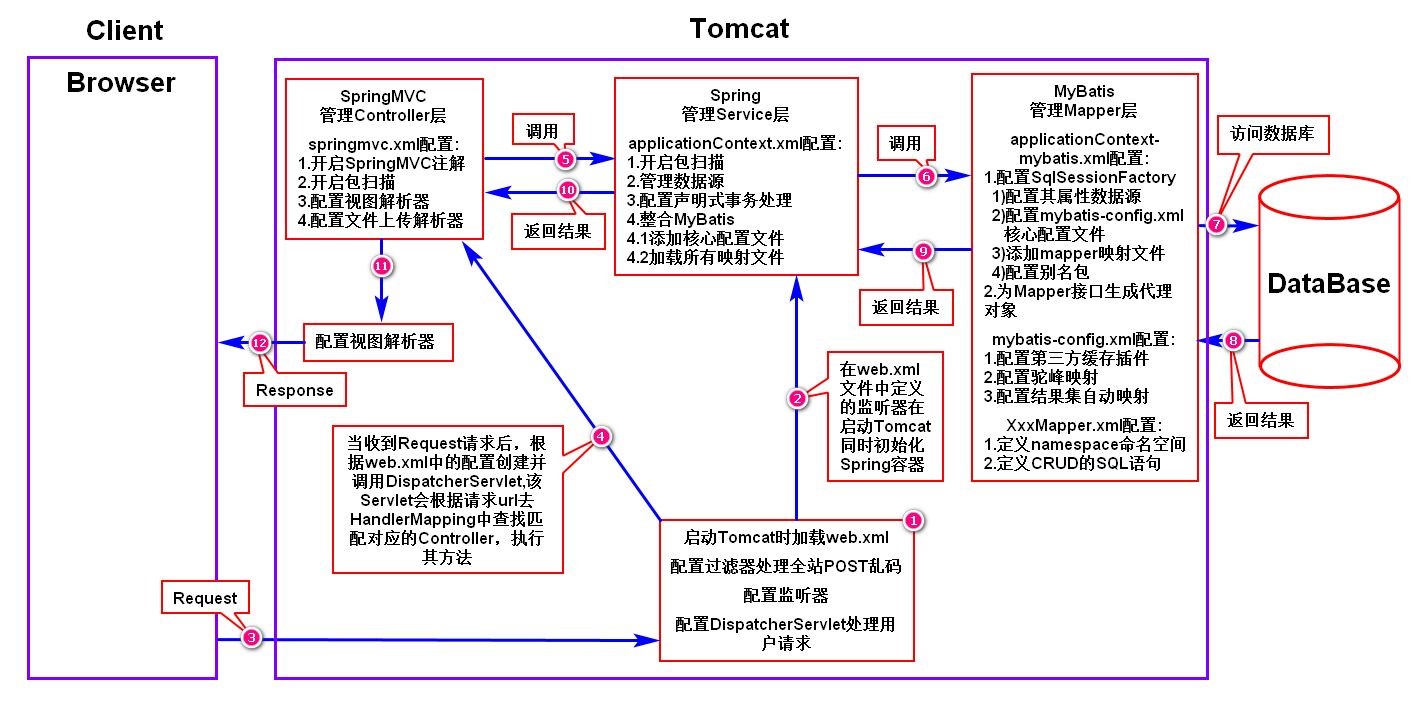 Client
Tomcat
Browser
SpringMVC
管理Controller层
springmvc.xml配置:
1.开启SpringMVC注解
2.开启包扫描
3.配置视图解析器
4.配置文件上传解析器
调用
5
10
返回结果
Spring
管理Service层
applicationContext.xml配置:
1.开启包扫描
2.管理数据源
3.配置声明式事务处理
4.整合MyBatis
4.1添加核心配置文件
4.2加载所有映射文件
调用
6
9
返回结果
MyBatis
管理Mapper层
applicationContext-
mybatis.xml配置:
1.配置SqlSessionFactory
1)配置其属性数据源
2)配置mybatis-config.xml
核心配置文件
3)添加mapper映射文件
4)配置别名包
2.为Mapper接口生成代理
对象
mybatis-config.xml配置:
1.配置第三方缓存插件
2.配置驼峰映射
3.配置结果集自动映射
XxxMapper.xml配置:
1.定义namespace命名空间
2.定义CRUD的SQL语句
访问数据库
7
DataBase
8
返回结果
11
配置视图解析器
12
Response
2
在web.xml
文件中定义
的监听器在
启动Tomcat
同时初始化
Spring容器
4
当收到Request请求后，根
据web.xml中的配置创建并
调用DispatcherServlet,该
Servlet会根据请求url去
HandlerMapping中查找匹
配对应的Controller，执行
其方法
1
启动Tomcat时加载web.xml
配置过滤器处理全站POST乱码
配置监听器
配置DispatcherServlet处理用
户请求
Request
3